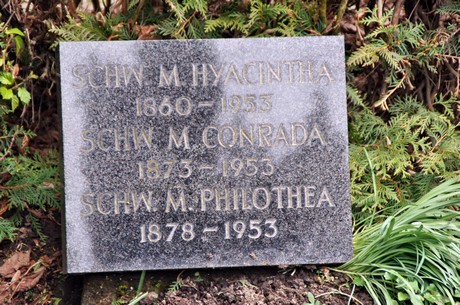 SCHW. M. HYACINTHA
1860 - 1953
SCHW. M. CONRADA
1873 - 1953
SCHW. M. PHILOTHEA
1878 - 1953